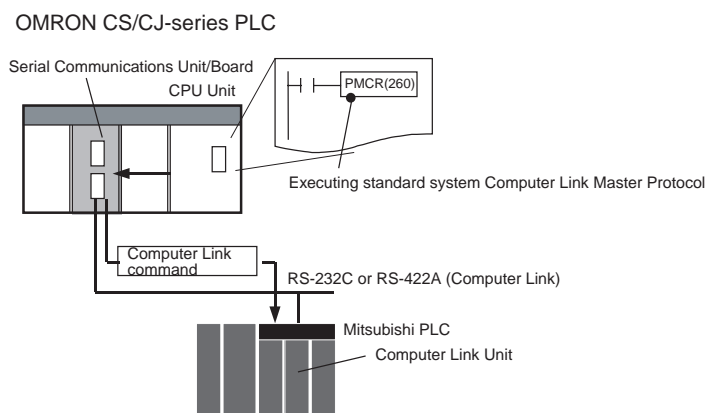 OMRON CS/CJ-series PLC
Serial Communications Unit/Board
CPU Unit
PMCR(260)
Executing standard system Computer Link Master Protocol
Computer Link
command
RS-232C or RS-422A (Computer Link)
Mitsubishi PLC
Computer Link Unit